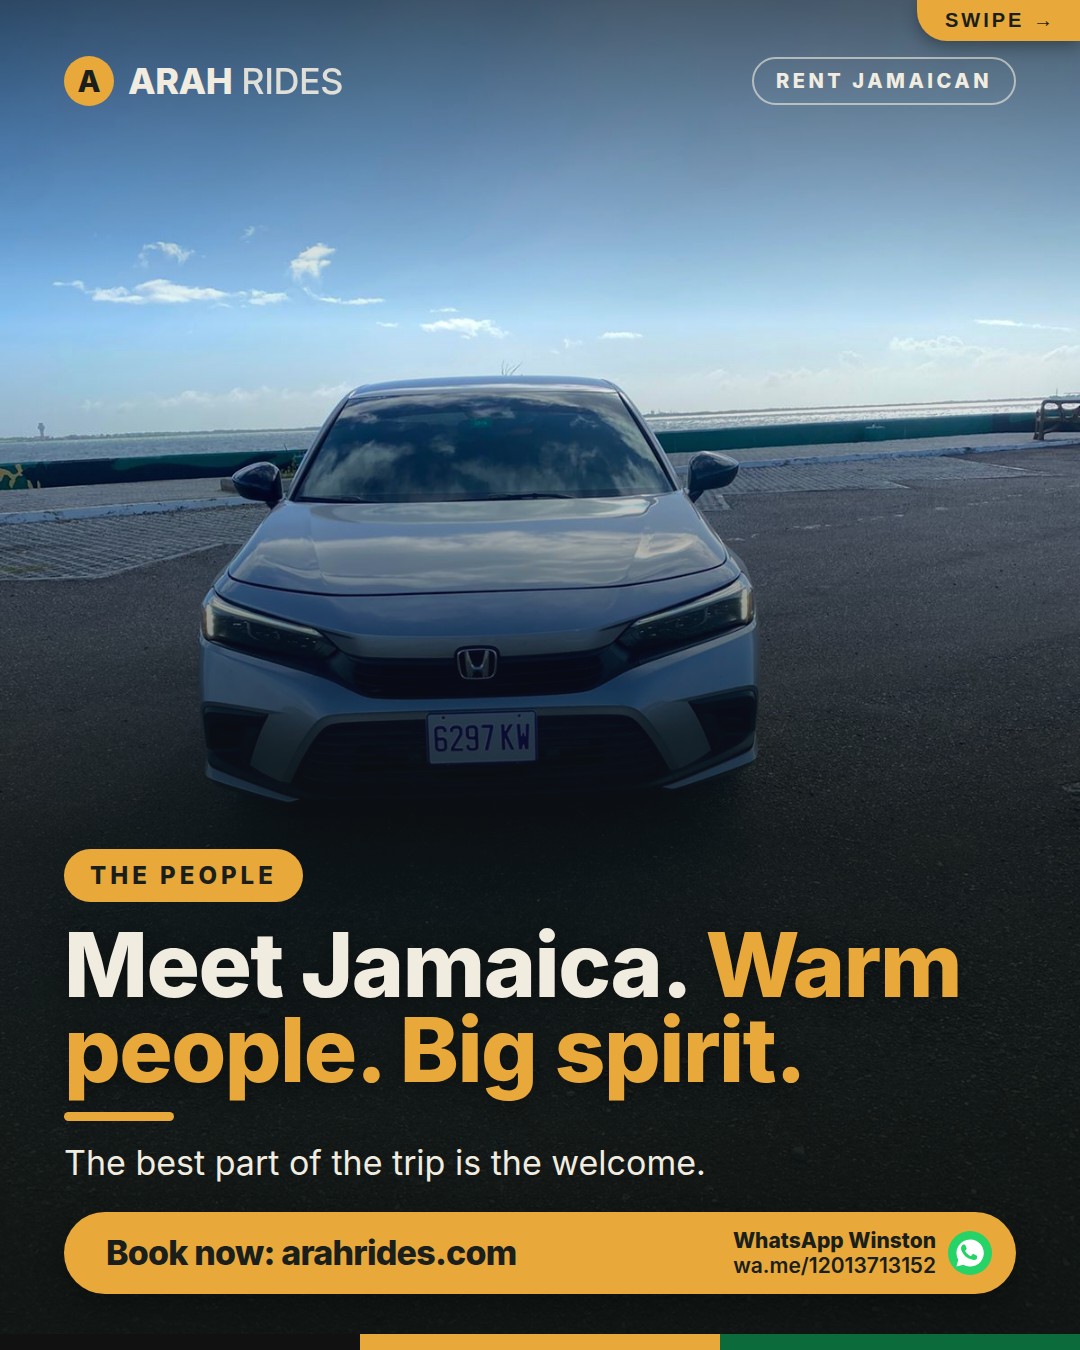 SWIPE →
A ARAH RIDES
RENT JAMAICAN
6297 KW
THE PEOPLE
Meet Jamaica. Warm
people. Big spirit.
The best part of the trip is the welcome.
Book now: arahrides.com
WhatsApp Winston
wa.me/12013713152